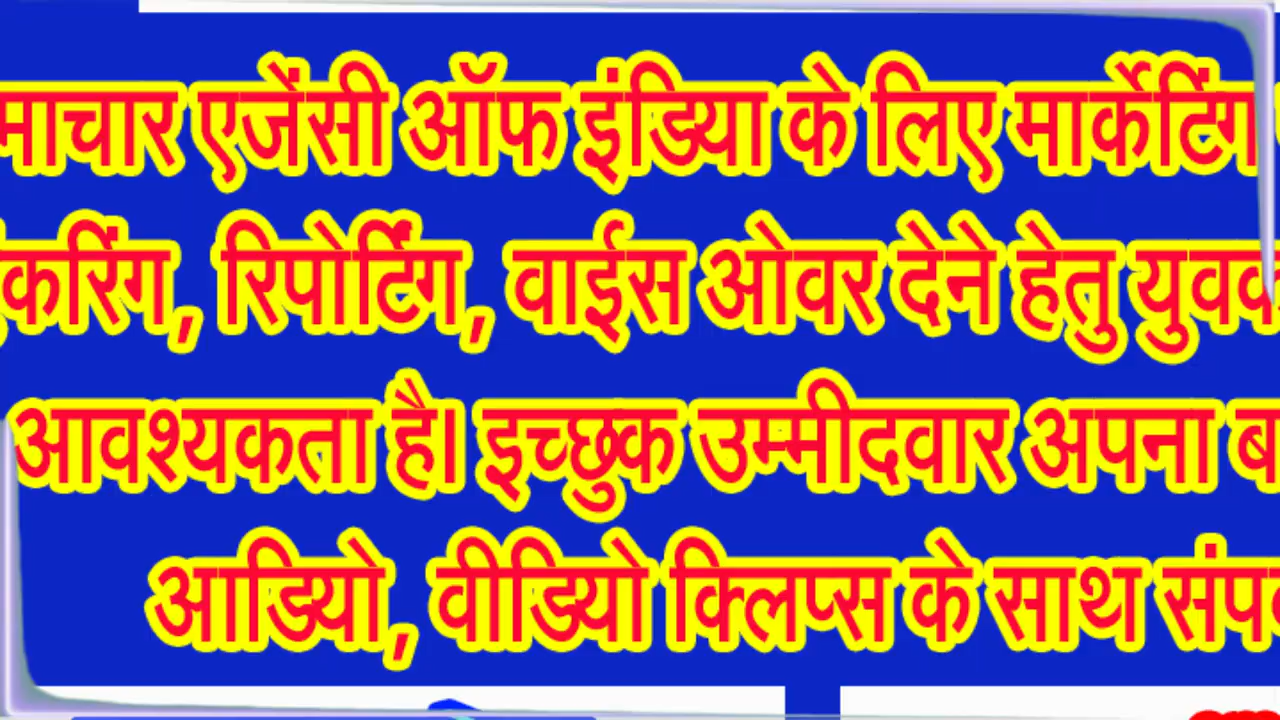 माचार एजेंसी ऑफ इंडिया के लिए मार्केटिंग
करिंग, रिपोर्टिंग, वाईस ओवर देने हेतु युवक
आवश्यकता है। इच्छुक उम्मीदवार अपना ब
आडियो, वीडियो क्लिप्स के साथ संप